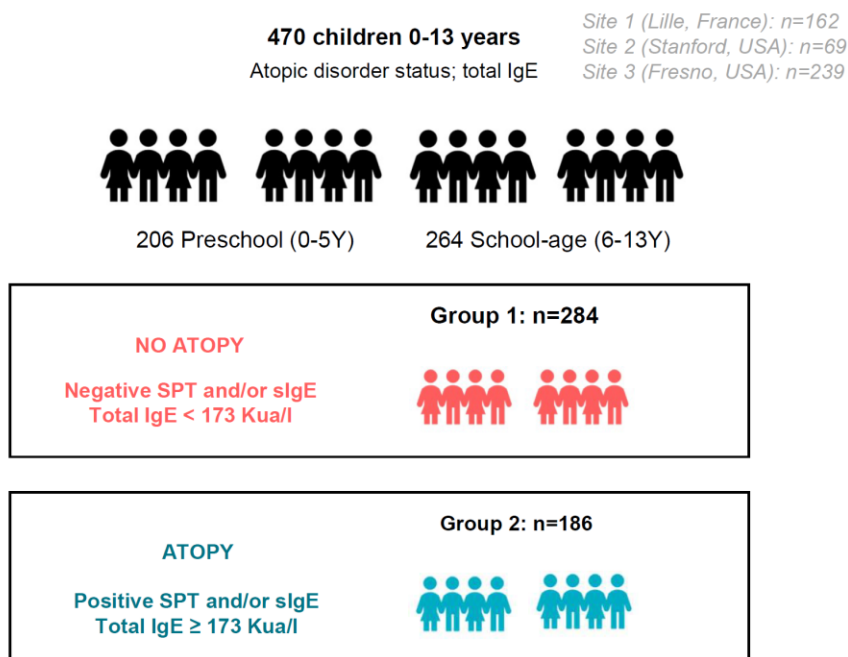 470 children 0-13 years
Atopic disorder status; total IgE
Site 1 (Lille, France): n=162
Site 2 (Stanford, USA): n=69
Site 3 (Fresno, USA): n=239
206 Preschool (0-5Y)
264 School-age (6-13Y)
NO ATOPY
Negative SPT and/or sIgE
Total IgE < 173 Kua/l
Group 1: n=284
ATOPY
Positive SPT and/or sIgE
Total IgE ≥ 173 Kua/l
Group 2: n=186